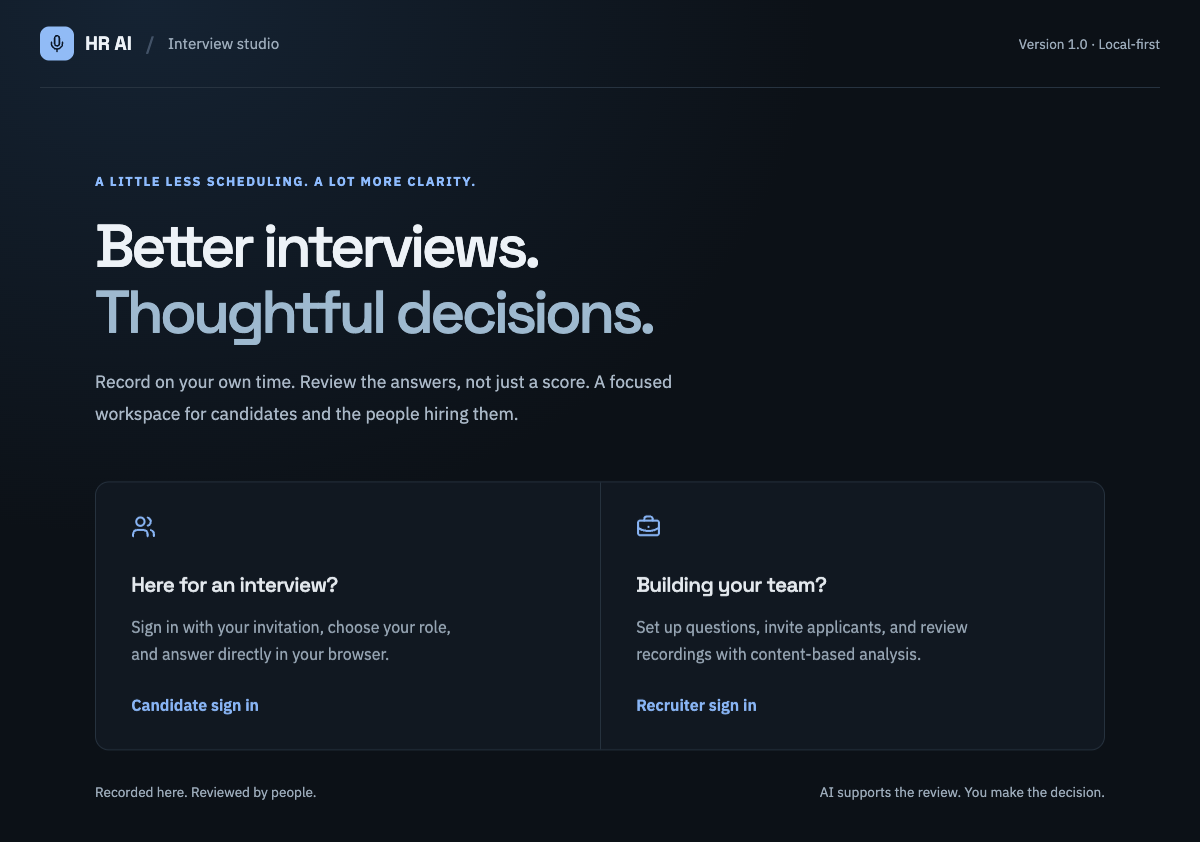 HR AI / Interview studio
Version 1.0 · Local-first
A LITTLE LESS SCHEDULING. A LOT MORE CLARITY.
Better interviews.
Thoughtful decisions.
Record on your own time. Review the answers, not just a score. A focused
workspace for candidates and the people hiring them.
Here for an interview?
Sign in with your invitation, choose your role,
and answer directly in your browser.
Candidate sign in
Building your team?
Set up questions, invite applicants, and review
recordings with content-based analysis.
Recruiter sign in
Recorded here. Reviewed by people.
AI supports the review. You make the decision.